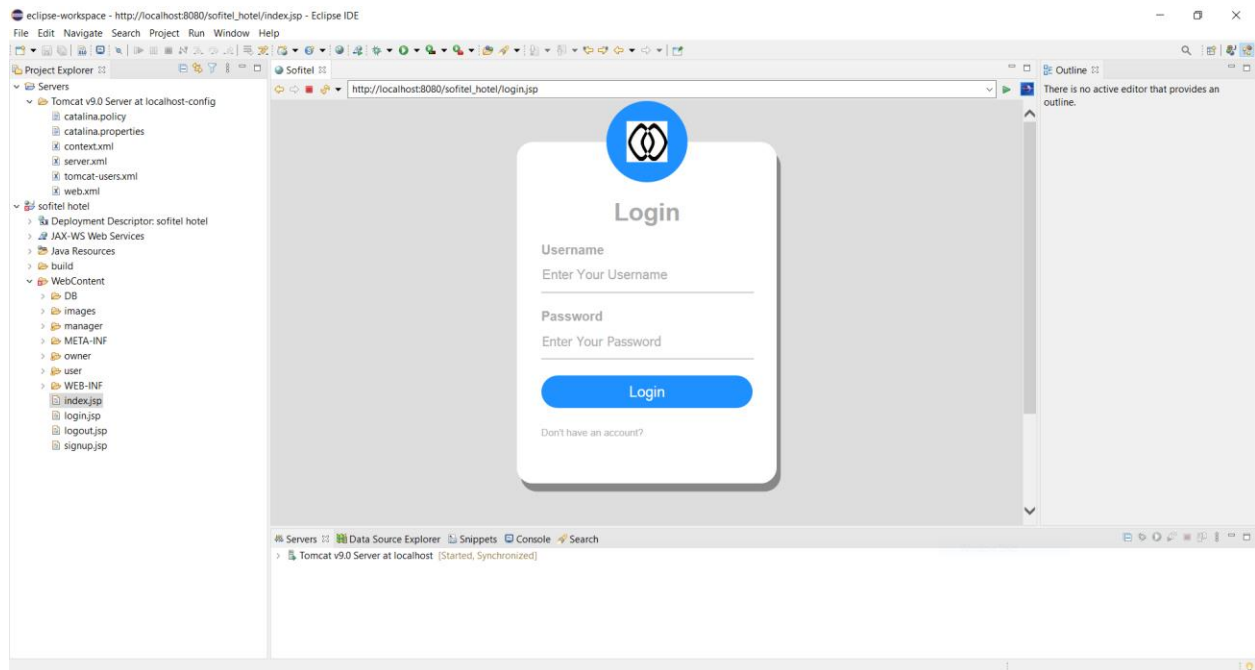 eclipse-workspace - http://localhost:8080/sofitel_hotel/index.jsp - Eclipse IDE
File Edit Navigate Search Project Run Window Help
Project Explorer
Servers
Tomcat v9.0 Server at localhost-config
catalina.policy
catalina.properties
context.xml
server.xml
tomcat-users.xml
web.xml
sofitel hotel
Deployment Descriptor: sofitel hotel
JAX-WS Web Services
Java Resources
build
WebContent
DB
images
manager
META-INF
owner
user
WEB-INF
index.jsp
login.jsp
logout.jsp
signup.jsp
Sofitel
http://localhost:8080/sofitel_hotel/login.jsp
Login
Username
Enter Your Username
Password
Enter Your Password
Login
Don't have an account?
Outline
There is no active editor that provides an
outline.
Servers Data Source Explorer Snippets Console Search
Tomcat v9.0 Server at localhost [Started, Synchronized]